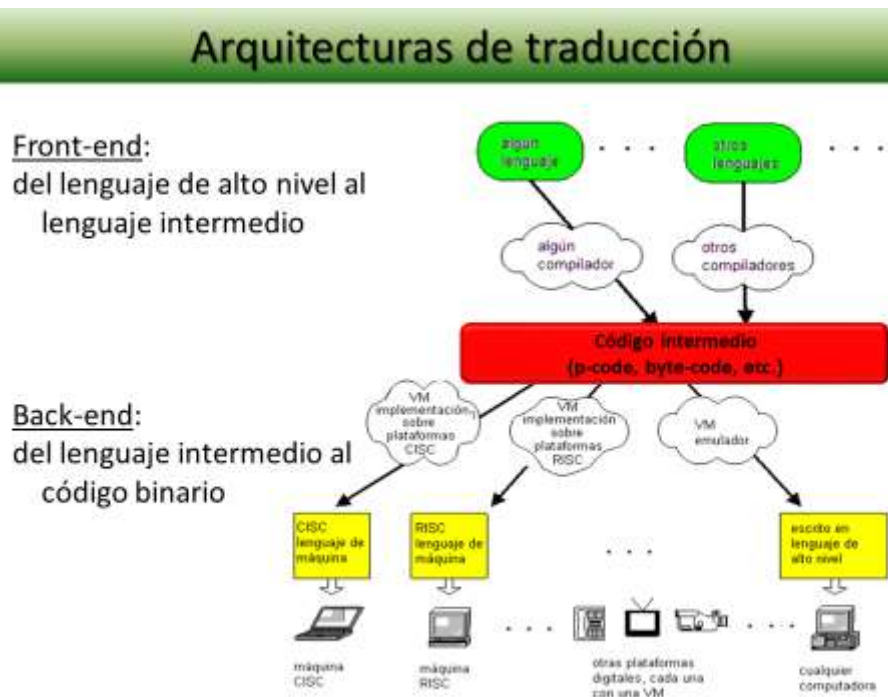 Arquitecturas de traducción
Front-end:
del lenguaje de alto nivel al
lenguaje intermedio
algún
lenguaje
. . .
otros
lenguajes
. . .
algún
compilador
otros
compiladores
Código intermedio
(p-code, byte-code, etc.)
Back-end:
del lenguaje intermedio al
código binario
VM
implementación
sobre
plataformas
CISC
VM
implementación
sobre
plataformas
RISC
VM
emulador
CISC
lenguaje de
máquina
RISC
lenguaje de
máquina
. . .
escrito en
lenguaje de
alto nivel
. . .
. . .
máquina
CISC
máquina
RISC
otras plataformas
digitales, cada una
con una VM
cualquier
computadora